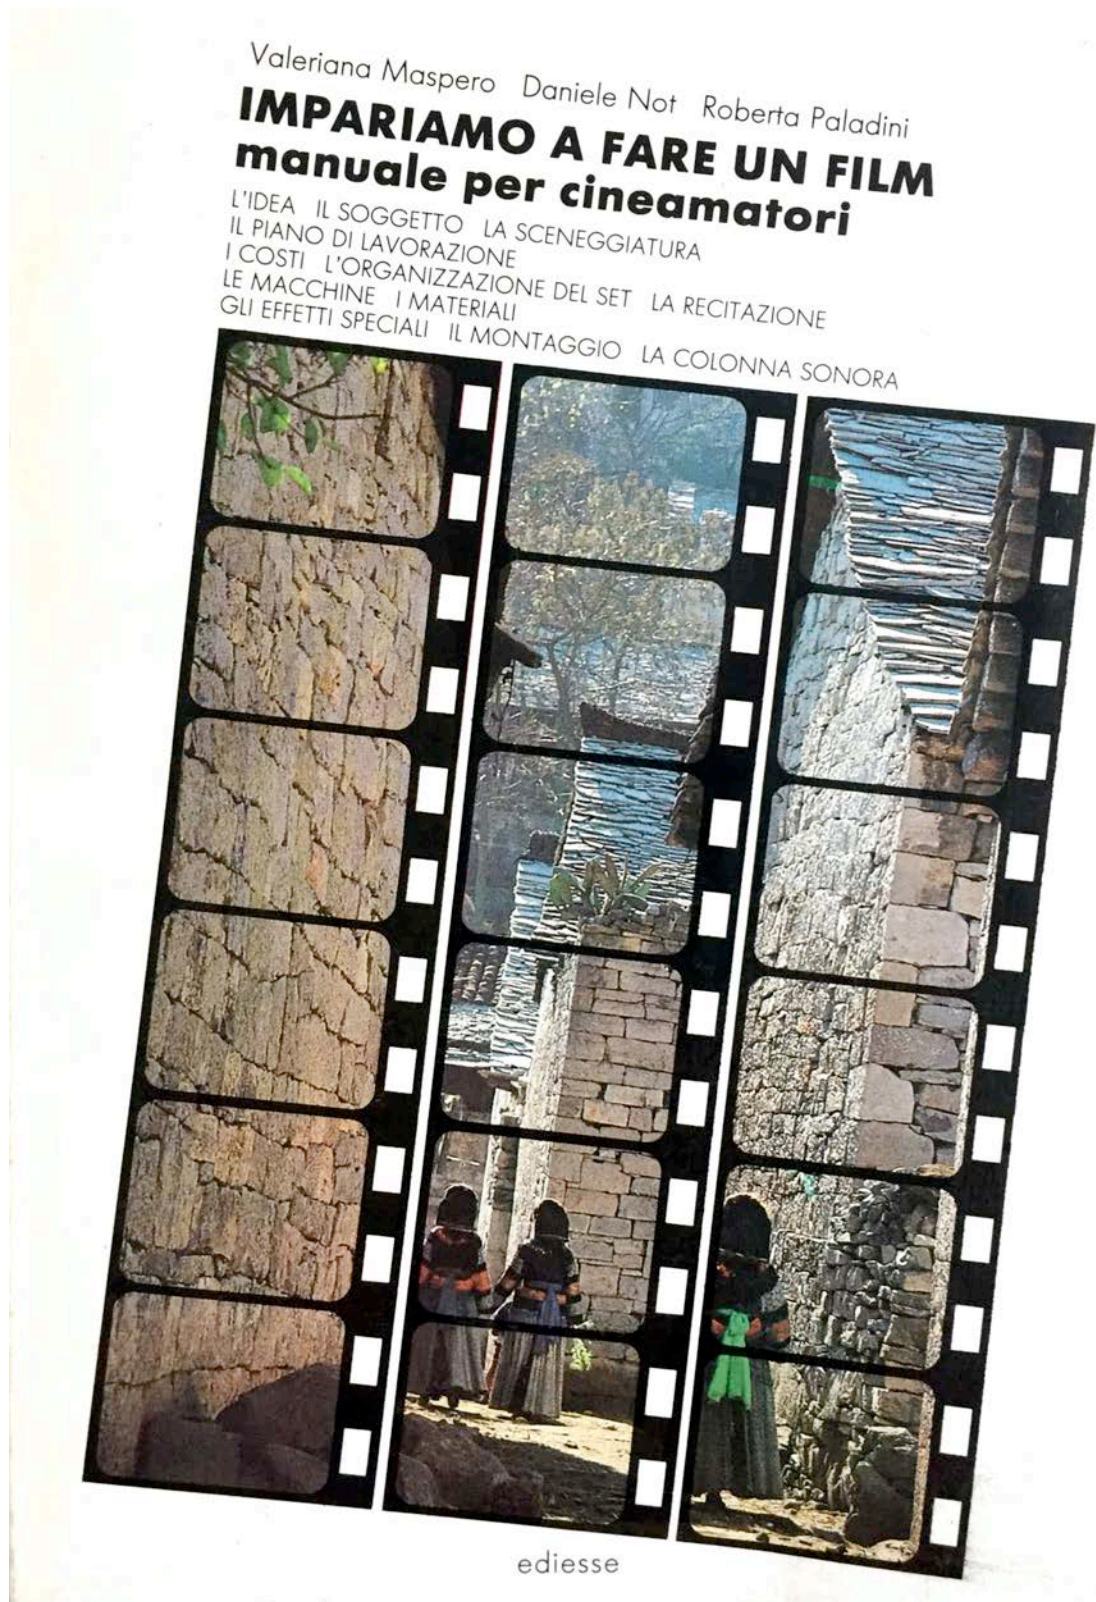 Valeriana Maspero Daniele Not Roberta Paladini
IMPARIAMO A FARE UN FILM
manuale per cineamatori
L'IDEA IL SOGGETTO LA SCENEGGIATURA
IL PIANO DI LAVORAZIONE
I COSTI L'ORGANIZZAZIONE DEL SET LA RECITAZIONE
LE MACCHINE I MATERIALI
GLI EFFETTI SPECIALI IL MONTAGGIO LA COLONNA SONORA
ediesse